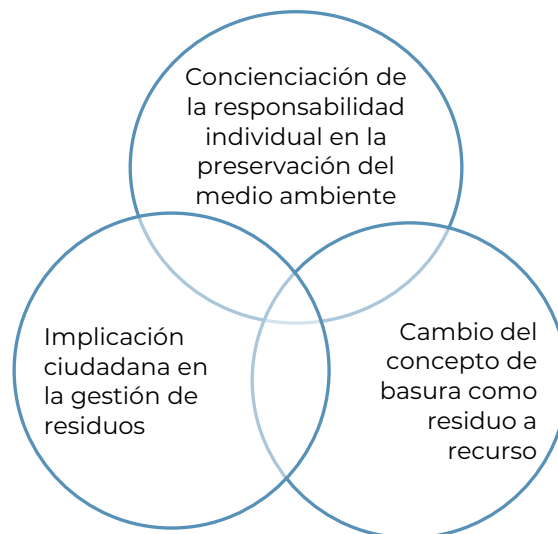 Concienciación de
la responsabilidad
individual en la
preservación del
medio ambiente
Implicación
ciudadana en
la gestión de
residuos
Cambio del
concepto de
basura como
residuo a
recurso